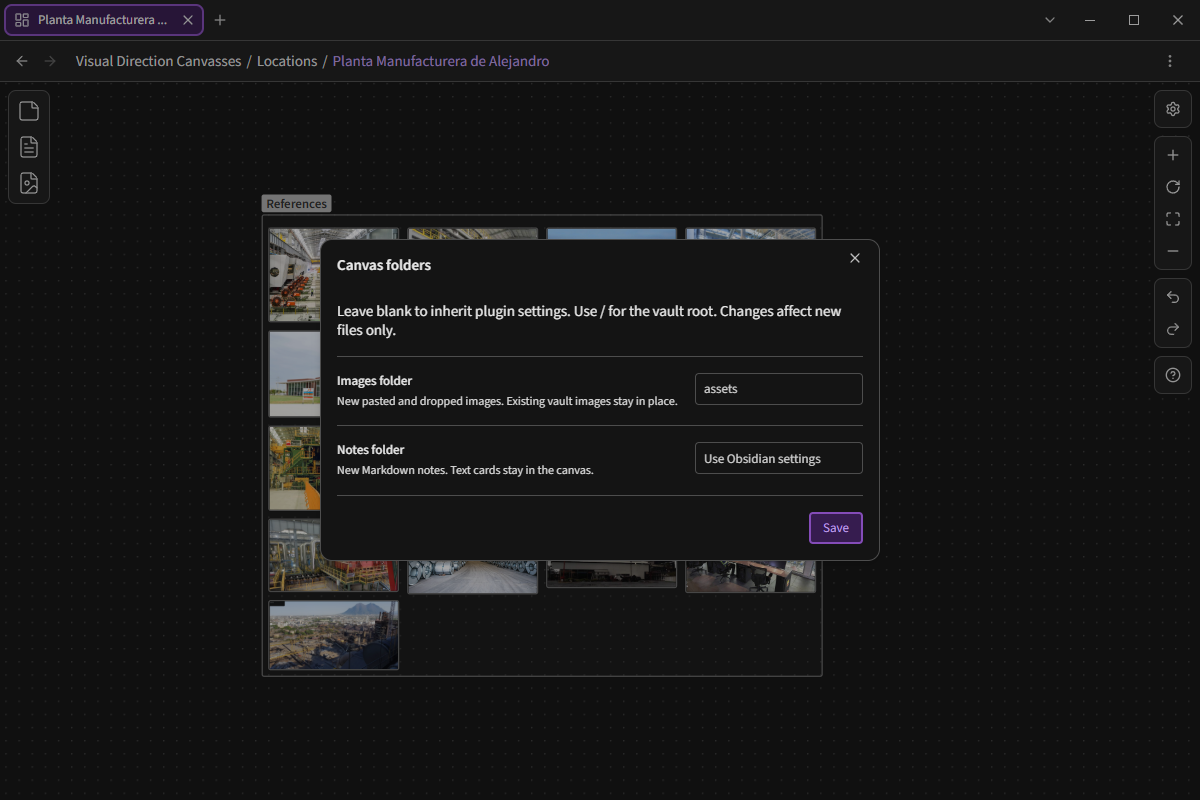 Planta Manufacturera ...
Visual Direction Canvasses / Locations / Planta Manufacturera de Alejandro
References
Canvas folders
Leave blank to inherit plugin settings. Use / for the vault root. Changes affect new
files only.
Images folder
New pasted and dropped images. Existing vault images stay in place.
assets
Notes folder
New Markdown notes. Text cards stay in the canvas.
Use Obsidian settings
Save